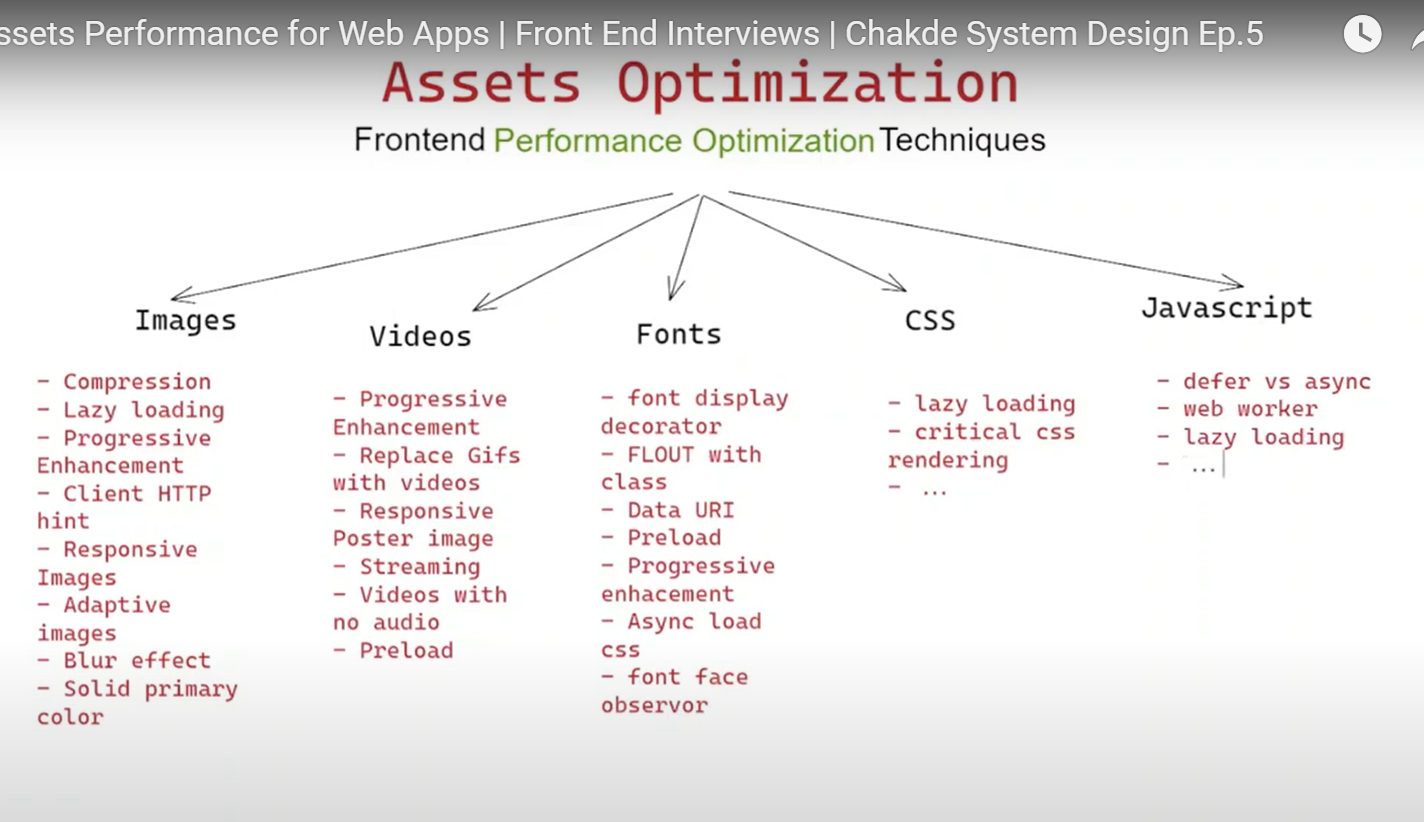 ssets Performance for Web Apps | Front End Interviews | Chakde System Design Ep.5
Assets Optimization
Frontend Performance Optimization Techniques
Images
- Compression
- Lazy loading
- Progressive
Enhancement
- Client HTTP
hint
- Responsive
Images
- Adaptive
images
- Blur effect
- Solid primary
color
Videos
- Progressive
Enhancement
- Replace Gifs
with videos
- Responsive
Poster image
- Streaming
- Videos with
no audio
- Preload
Fonts
- font display
decorator
- FLOUT with
class
- Data URI
- Preload
- Progressive
enhacement
- Async load
css
- font face
observor
CSS
- lazy loading
- critical css
rendering
- ...
Javascript
- defer vs async
- web worker
- lazy loading
- ...